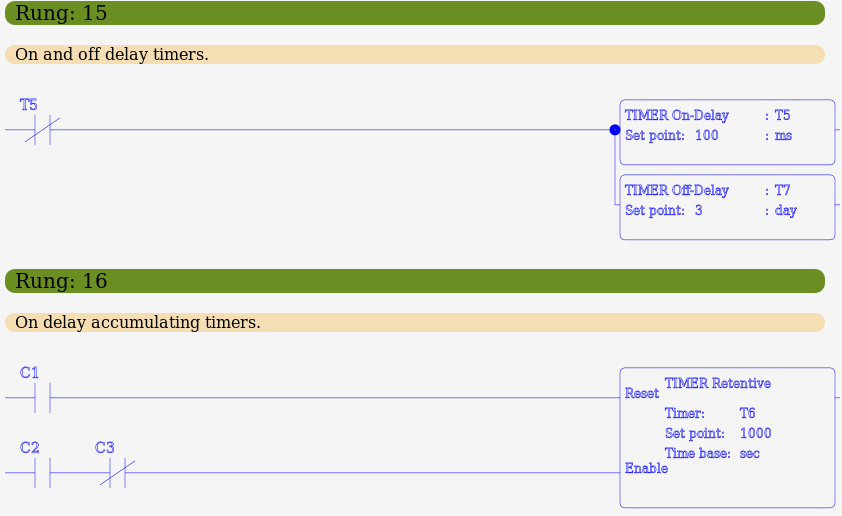 Rung: 15
On and off delay timers.
T5
TIMER On-Delay : T5
Set point: 100 : ms
TIMER Off-Delay : T7
Set point: 3 : day
Rung: 16
On delay accumulating timers.
C1
TIMER Retentive
Reset
Timer: T6
Set point: 1000
C2 C3
Time base: sec
Enable